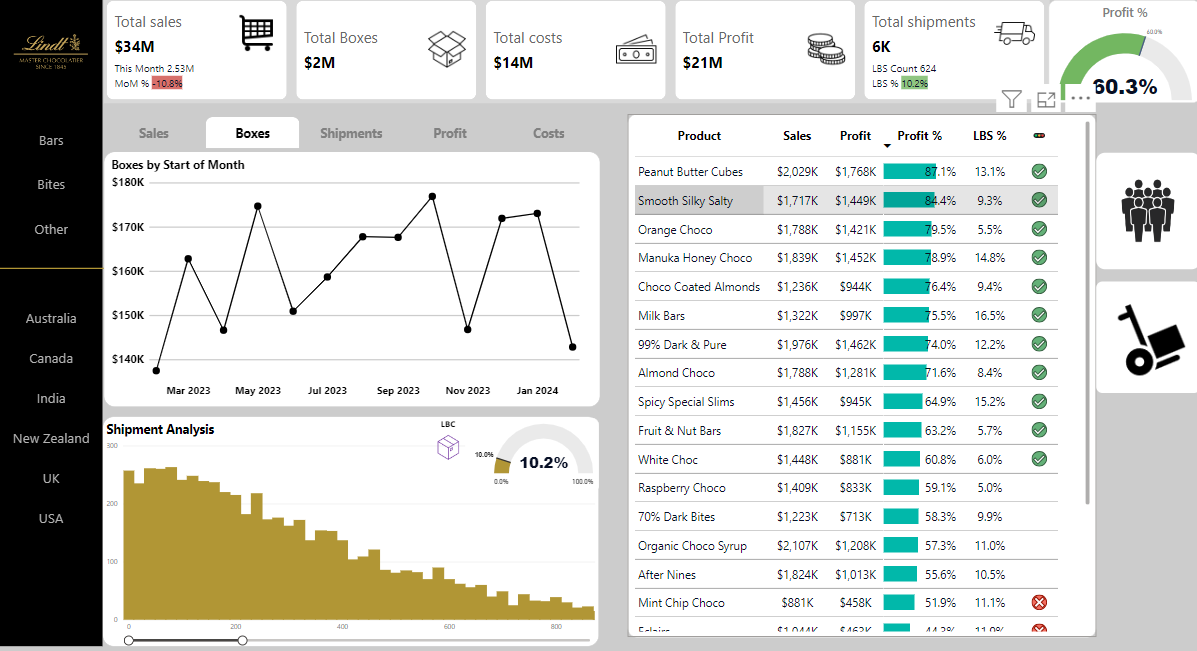 Lindt
MASTER CHOCOLATIER
SINCE 1845
Bars
Bites
Other
Australia
Canada
India
New Zealand
UK
USA
Total sales
$34M
This Month 2.53M
MoM % -10.8%
Total Boxes
$2M
Total costs
$14M
Total Profit
$21M
Total shipments
6K
LBS Count 624
LBS % 10.2%
Profit %
60.0%
60.3%
Sales Boxes Shipments Profit Costs
Boxes by Start of Month
$180K
$170K
$160K
$150K
$140K
Mar 2023 May 2023 Jul 2023 Sep 2023 Nov 2023 Jan 2024
Shipment Analysis
LBC
10.0%
10.2%
0.0% 100.0%
300
200
100
0
0 200 400 600 800
Product Sales Profit Profit % LBS %
Peanut Butter Cubes $2,029K $1,768K 87.1% 13.1%
Smooth Silky Salty $1,717K $1,449K 84.4% 9.3%
Orange Choco $1,788K $1,421K 79.5% 5.5%
Manuka Honey Choco $1,839K $1,452K 78.9% 14.8%
Choco Coated Almonds $1,236K $944K 76.4% 9.4%
Milk Bars $1,322K $997K 75.5% 16.5%
99% Dark & Pure $1,976K $1,462K 74.0% 12.2%
Almond Choco $1,788K $1,281K 71.6% 8.4%
Spicy Special Slims $1,456K $945K 64.9% 15.2%
Fruit & Nut Bars $1,827K $1,155K 63.2% 5.7%
White Choc $1,448K $881K 60.8% 6.0%
Raspberry Choco $1,409K $833K 59.1% 5.0%
70% Dark Bites $1,223K $713K 58.3% 9.9%
Organic Choco Syrup $2,107K $1,208K 57.3% 11.0%
After Nines $1,824K $1,013K 55.6% 10.5%
Mint Chip Choco $881K $458K 51.9% 11.1%
Eclairs